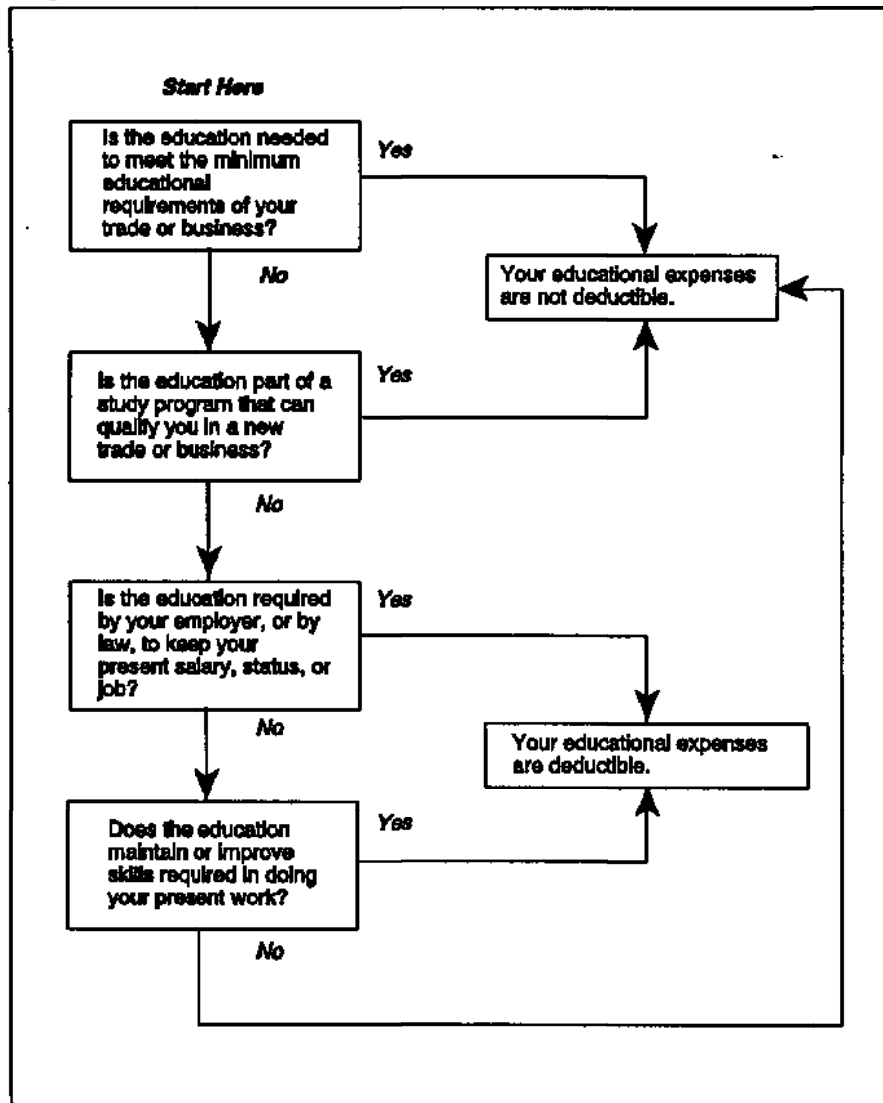 Start Here
Is the education needed
to meet the minimum
educational
requirements of your
trade or business?
Yes
No
Your educational expenses
are not deductible.
Is the education part of a
study program that can
qualify you in a new
trade or business?
Yes
No
Is the education required
by your employer, or by
law, to keep your
present salary, status, or
job?
Yes
No
Your educational expenses
are deductible.
Does the education
maintain or improve
skills required in doing
your present work?
Yes
No